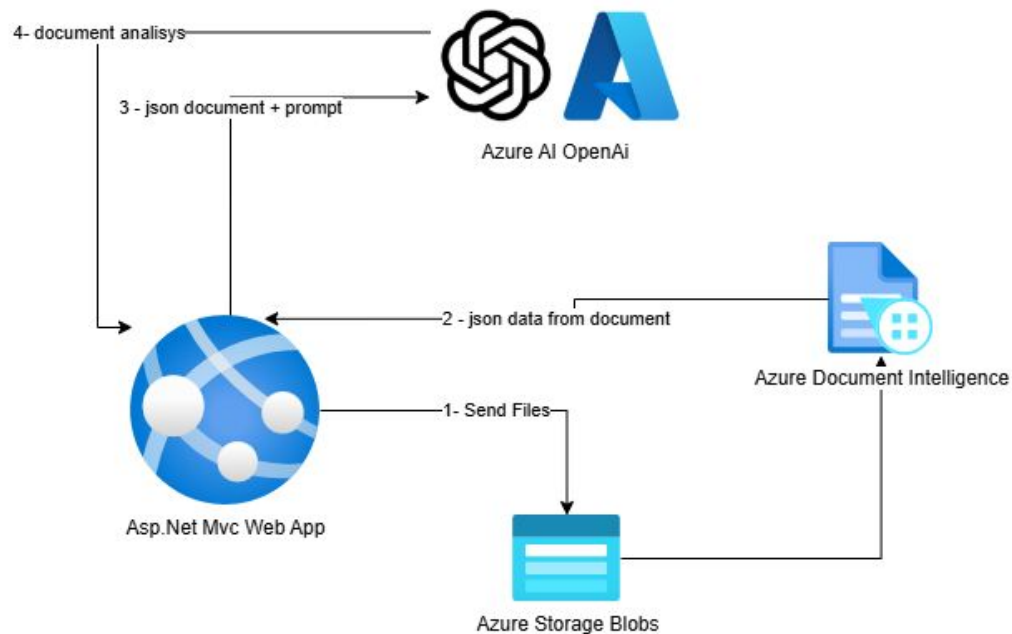 4- document analisys
3 - json document + prompt
Azure AI OpenAi
2 - json data from document
Azure Document Intelligence
1- Send Files
Asp.Net Mvc Web App
Azure Storage Blobs